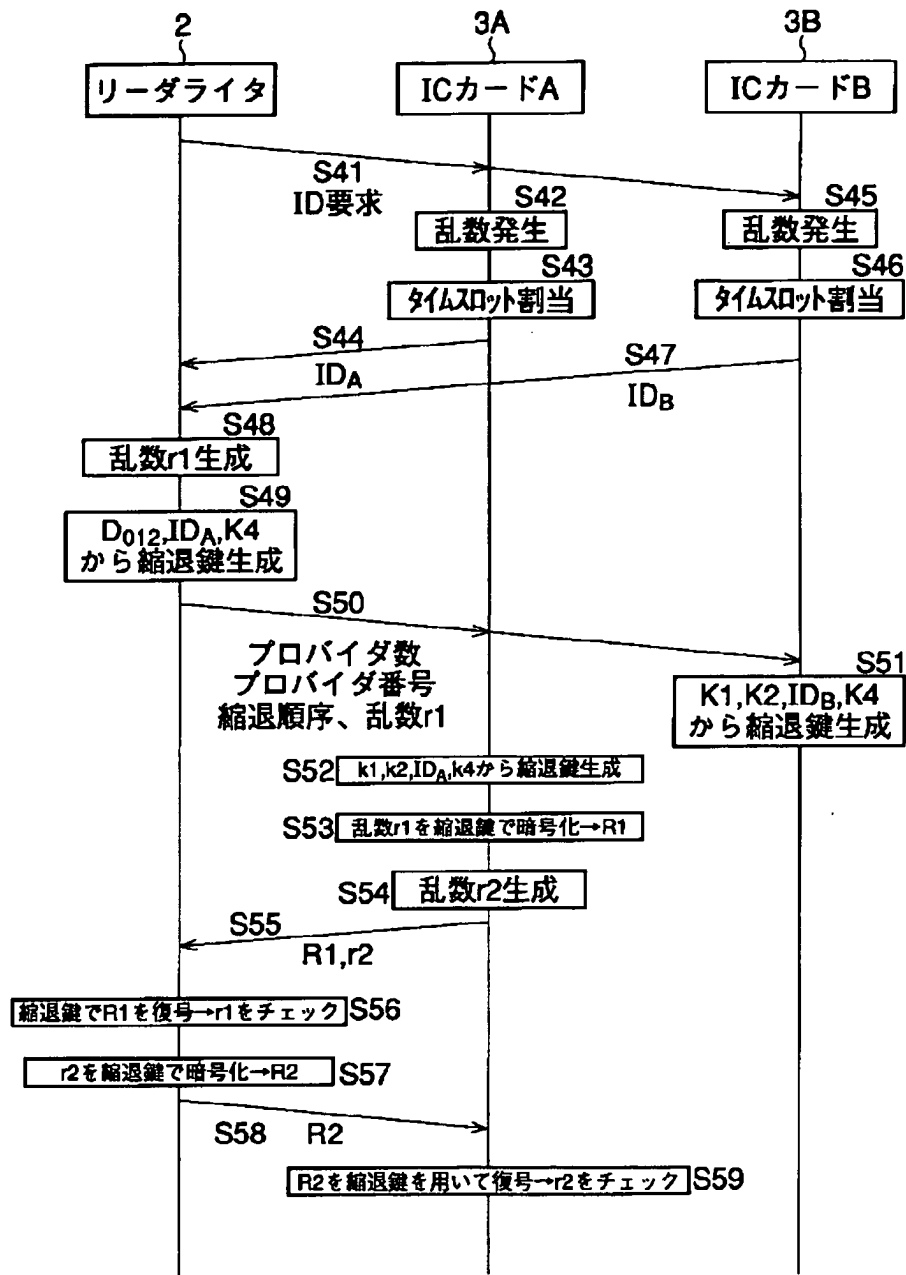 2
3A
3B
リーダライタ
ICカードA
ICカードB
S41
ID要求
S42
乱数発生
S45
乱数発生
S43
タイムスロット割当
S46
タイムスロット割当
S44
IDA
S47
IDB
S48
乱数r1生成
S49
D012,IDA,K4
から縮退鍵生成
S50
プロバイダ数
プロバイダ番号
縮退順序、乱数r1
S51
K1,K2,IDB,K4
から縮退鍵生成
S52
k1,k2,IDA,k4から縮退鍵生成
S53
乱数r1を縮退鍵で暗号化→R1
S54
乱数r2生成
S55
R1,r2
縮退鍵でR1を復号→r1をチェック
S56
r2を縮退鍵で暗号化→R2
S57
S58
R2
R2を縮退鍵を用いて復号→r2をチェック
S59